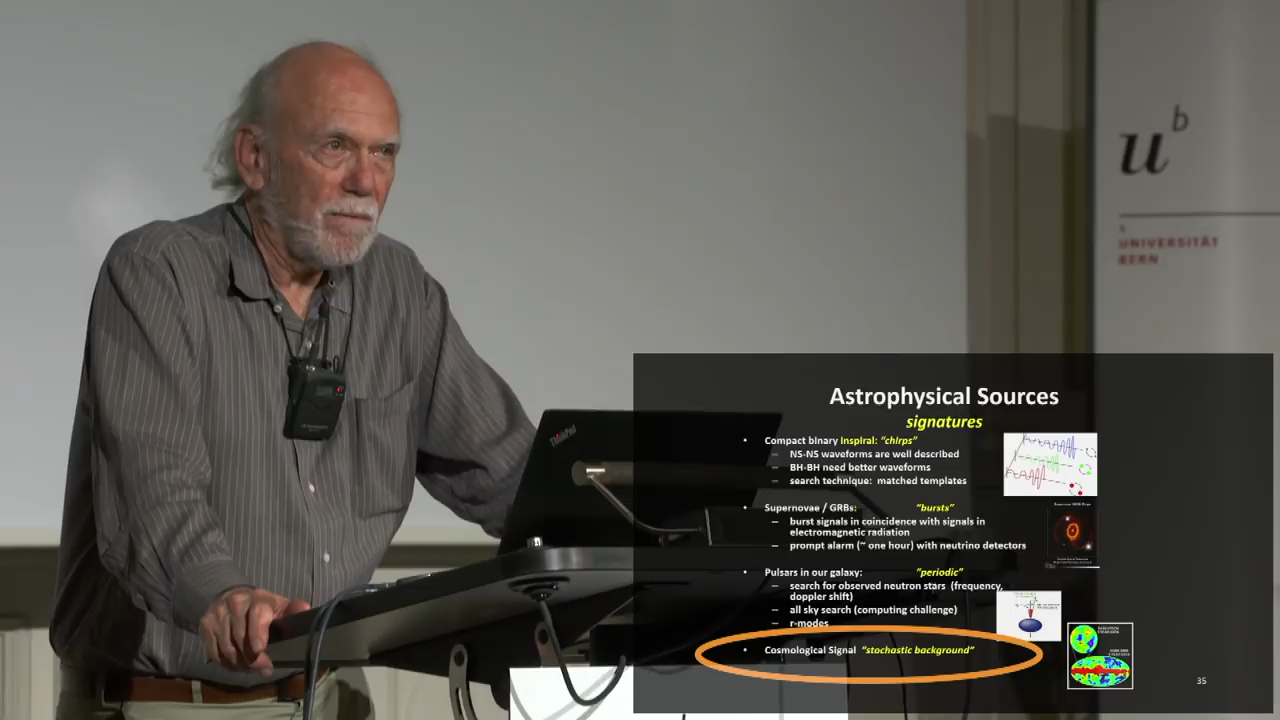 u b
b
UNIVERSITÄT
BERN
ThinkPad
Astrophysical Sources
signatures
• Compact binary inspiral: “chirps”
– NS-NS waveforms are well described
– BH-BH need better waveforms
– search technique: matched templates
• Supernovae / GRBs: “bursts”
– burst signals in coincidence with signals in
electromagnetic radiation
– prompt alarm (~ one hour) with neutrino detectors
• Pulsars in our galaxy: “periodic”
– search for observed neutron stars (frequency,
doppler shift)
– all sky search (computing challenge)
– r-modes
• Cosmological Signal “stochastic background”
35